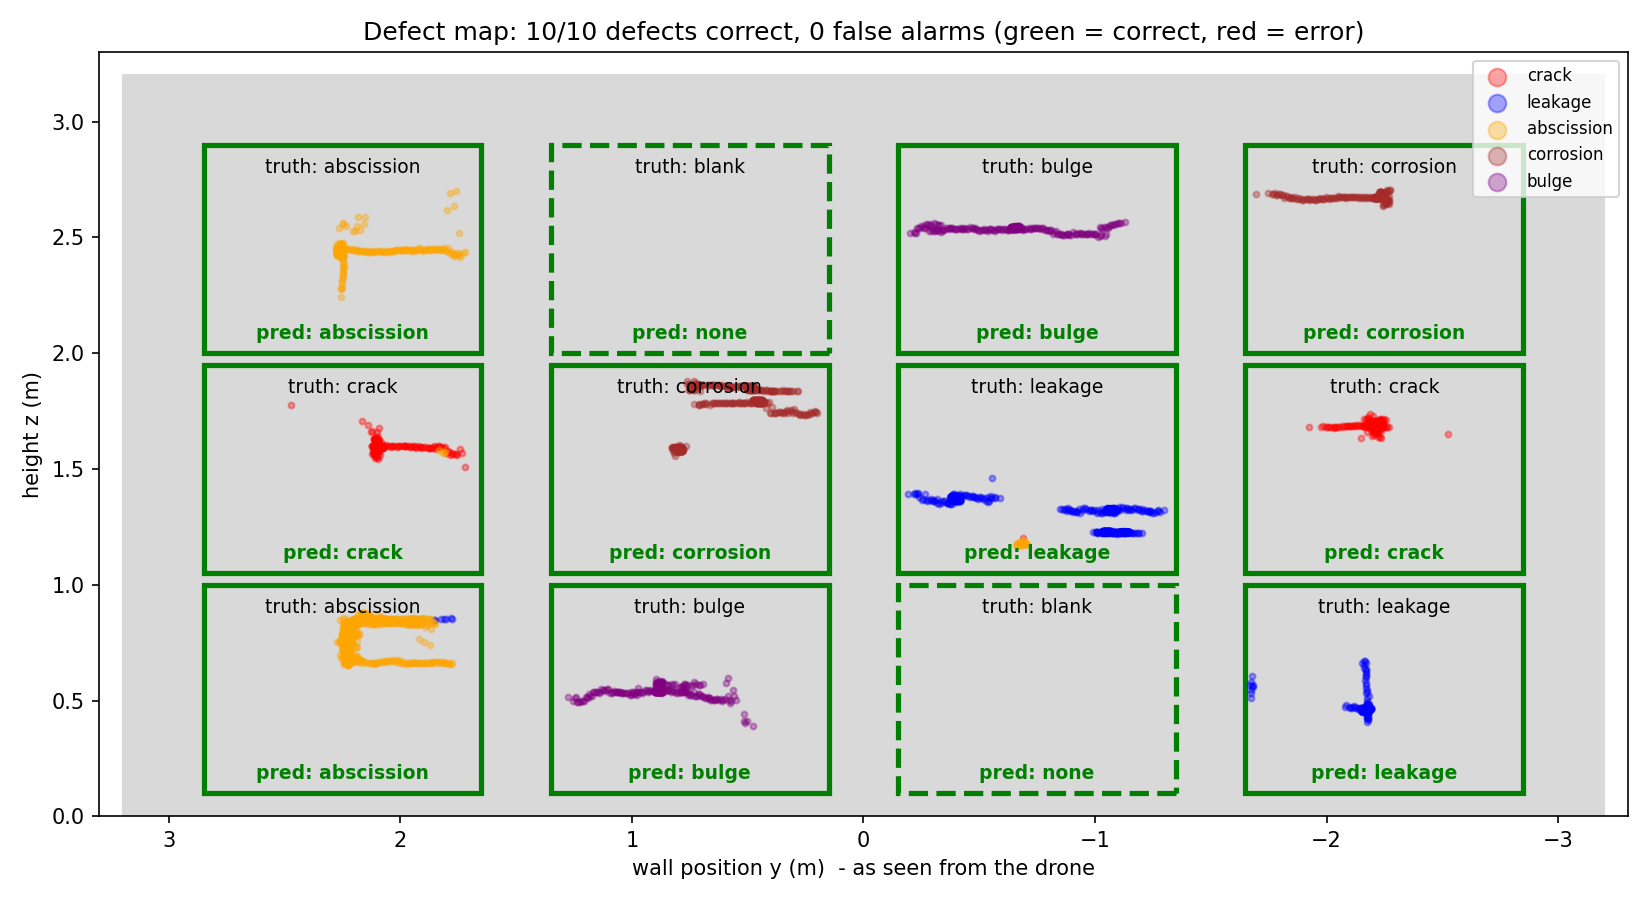 Defect map: 10/10 defects correct, 0 false alarms (green = correct, red = error)
crack
leakage
abscission
corrosion
bulge
height z (m)
3.0
2.5
2.0
1.5
1.0
0.5
0.0
truth: abscission
truth: blank
truth: bulge
truth: corrosion
pred: abscission
pred: none
pred: bulge
pred: corrosion
truth: crack
truth: corrosion
truth: leakage
truth: crack
pred: crack
pred: corrosion
pred: leakage
pred: crack
truth: abscission
truth: bulge
truth: blank
truth: leakage
pred: abscission
pred: bulge
pred: none
pred: leakage
3
2
1
0
−1
−2
−3
wall position y (m)  - as seen from the drone